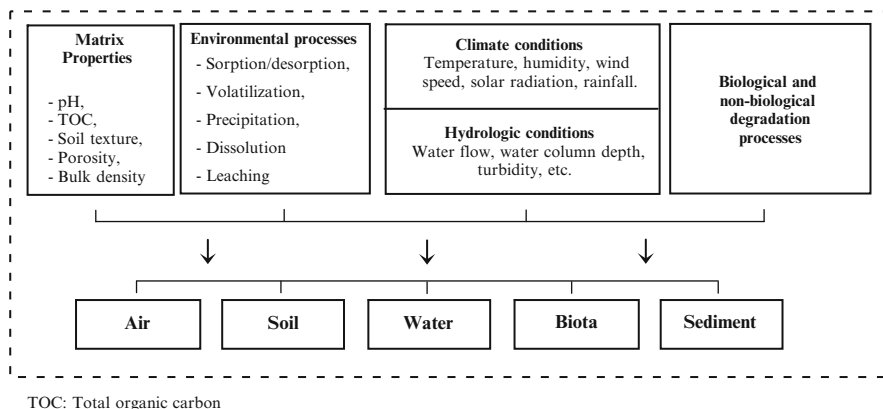 Matrix
Properties
- pH,
- TOC,
- Soil texture,
- Porosity,
- Bulk density
Environmental processes
- Sorption/desorption,
- Volatilization,
- Precipitation,
- Dissolution
- Leaching
Climate conditions
Temperature, humidity, wind
speed, solar radiation, rainfall.
Hydrologic conditions
Water flow, water column depth,
turbidity, etc.
Biological and
non-biological
degradation
processes
Air
Soil
Water
Biota
Sediment
TOC: Total organic carbon